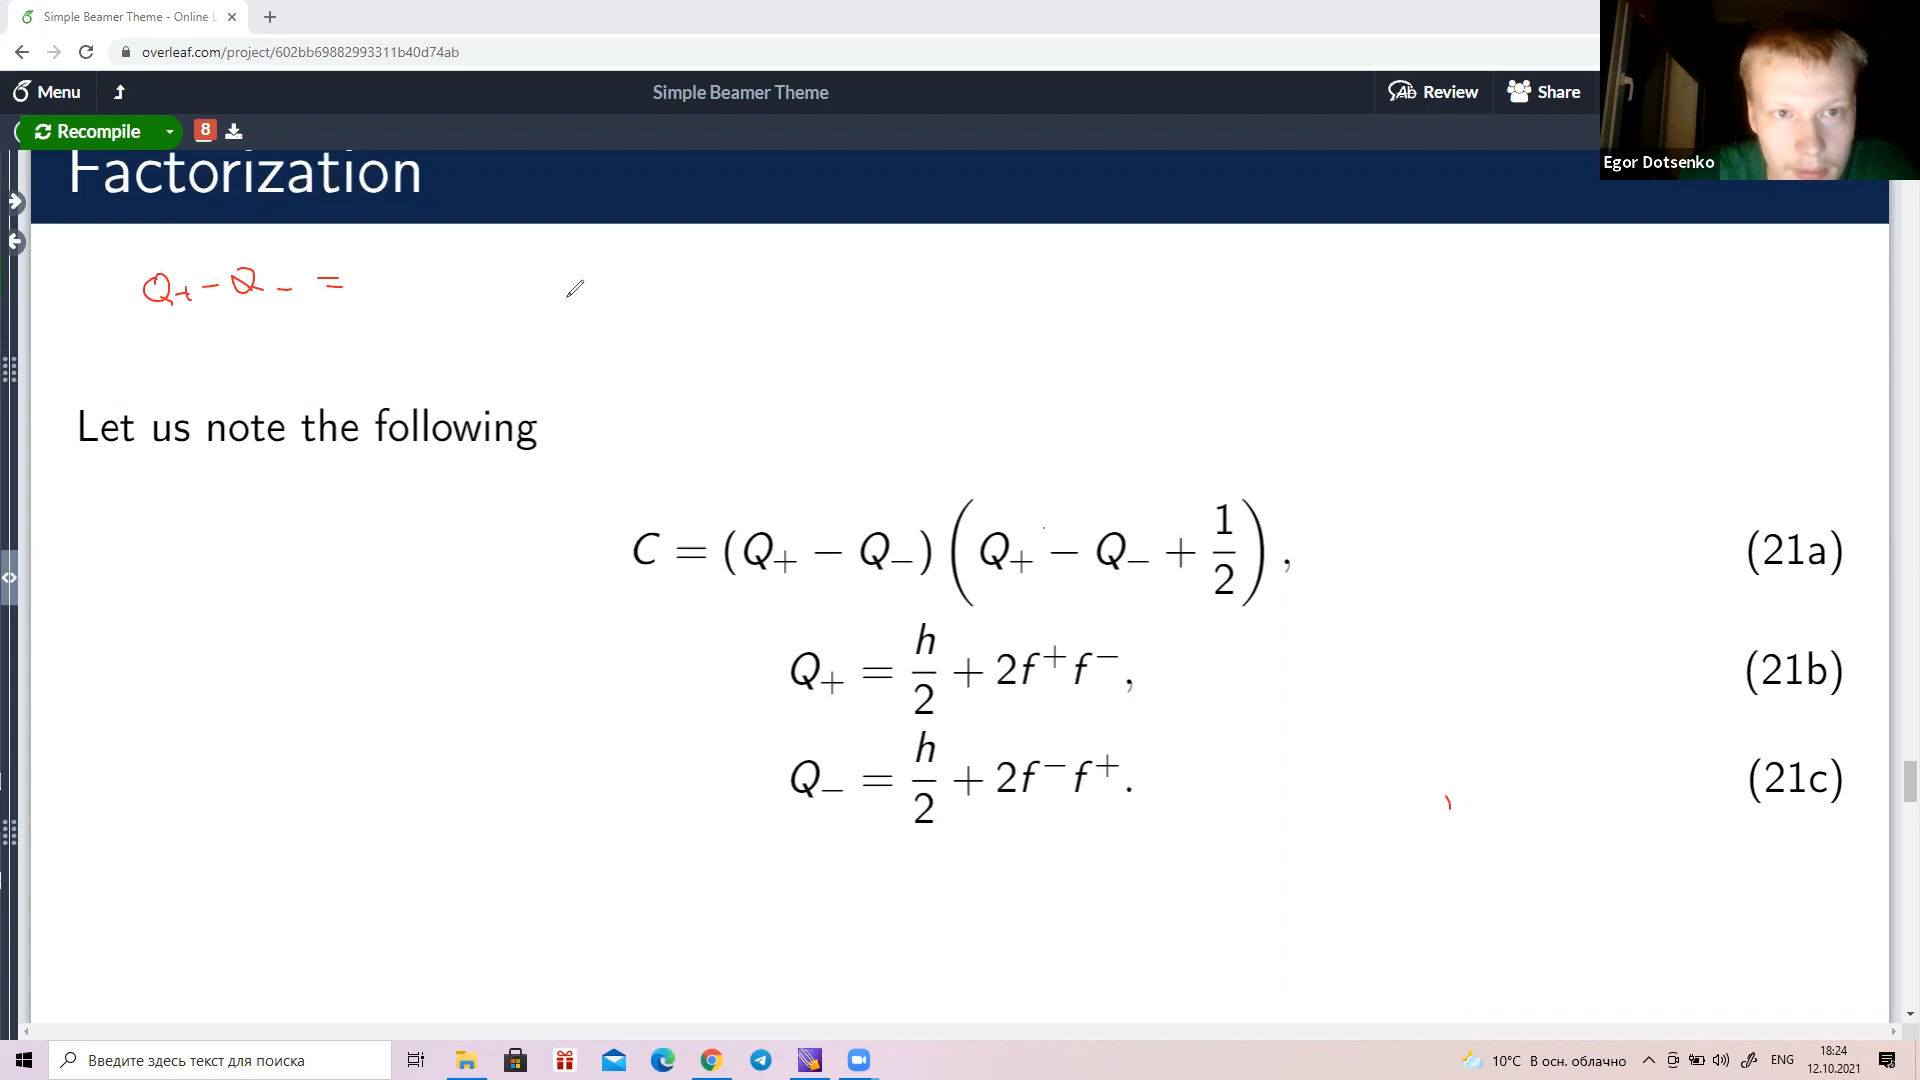 Simple Beamer Theme - Online L
overleaf.com/project/602bb69882993311b40d74ab
Menu
Simple Beamer Theme
Review
Share
Recompile
8
Egor Dotsenko
Factorization
Q₊ - Q₋ =
Let us note the following
C = (Q₊ − Q₋) (Q₊ − Q₋ + 1/2), (21a)
Q₊ = h/2 + 2f⁺f⁻, (21b)
Q₋ = h/2 + 2f⁻f⁺. (21c)
Введите здесь текст для поиска
10°C В осн. облачно
ENG
18:24
12.10.2021